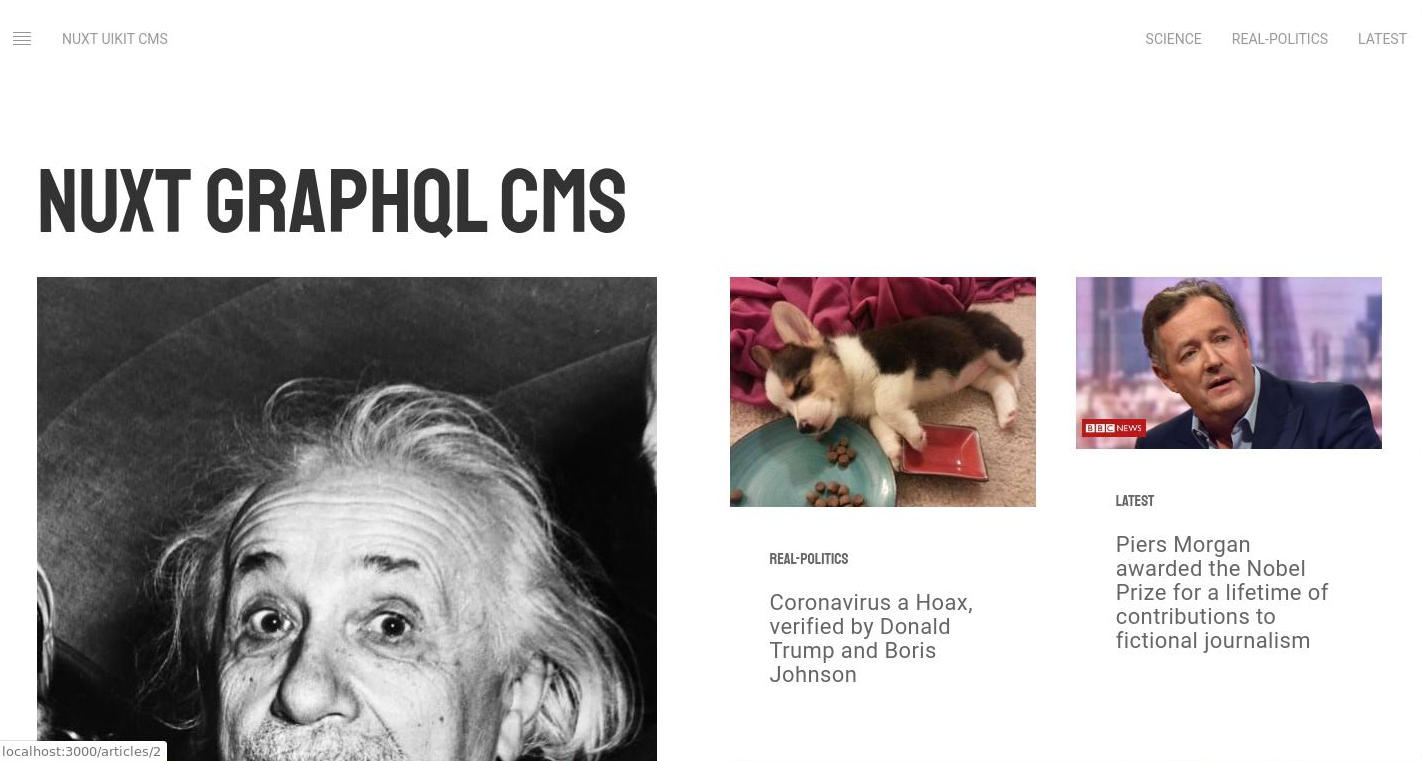 NUXT UIKIT CMS
SCIENCE
REAL-POLITICS
LATEST
NUXT GRAPHQL CMS
BBC NEWS
REAL-POLITICS
Coronavirus a Hoax,
verified by Donald
Trump and Boris
Johnson
LATEST
Piers Morgan
awarded the Nobel
Prize for a lifetime of
contributions to
fictional journalism
localhost:3000/articles/2